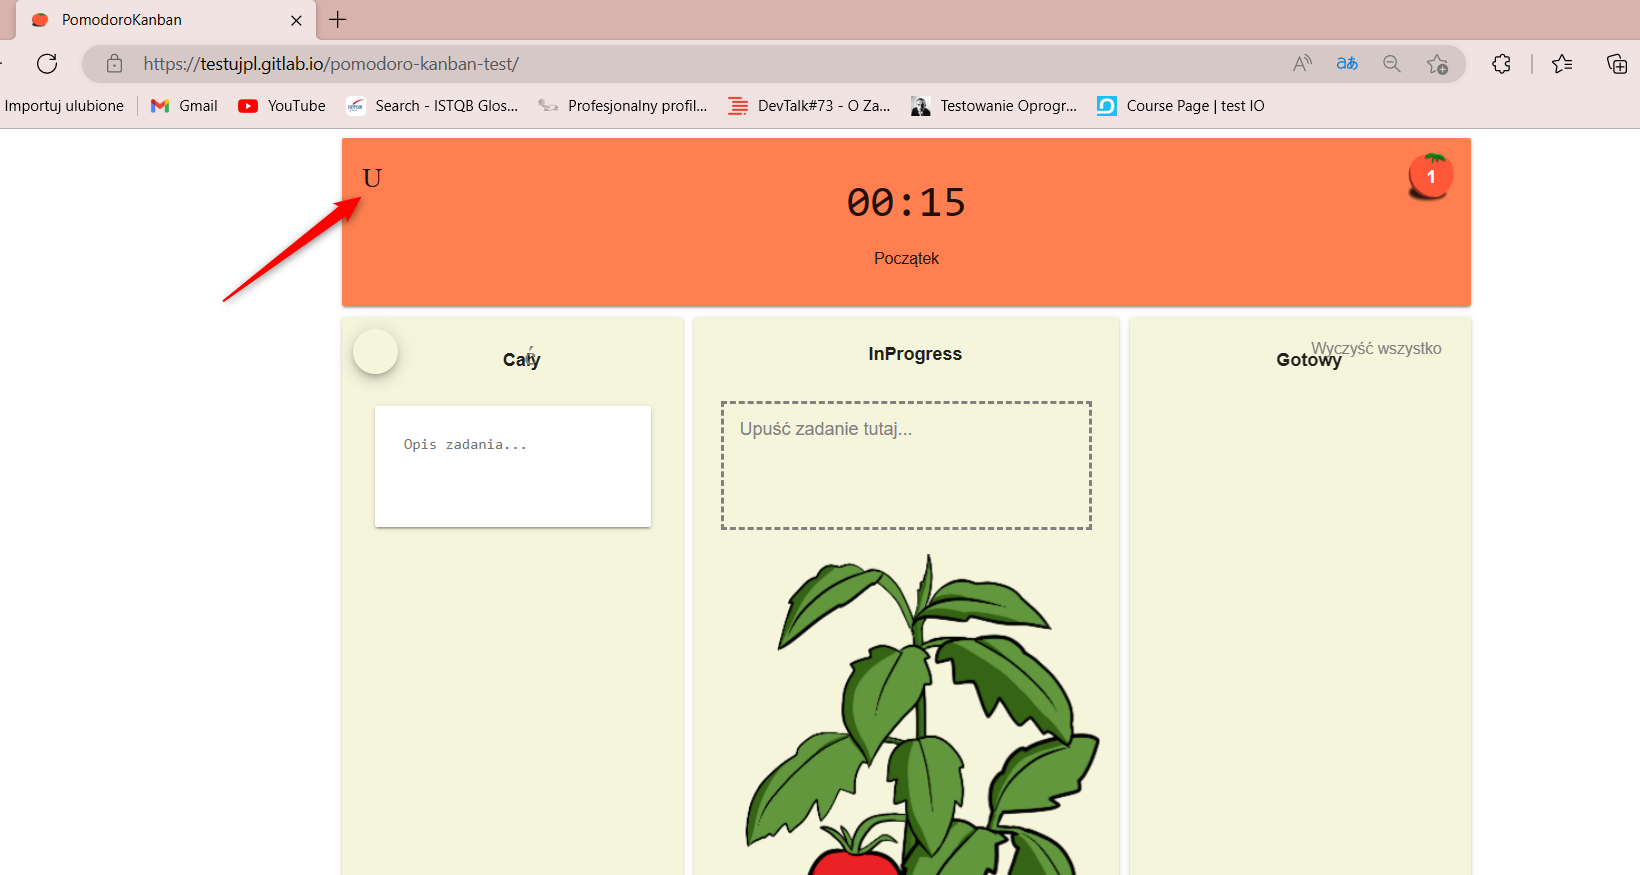 PomodoroKanban
https://testujpl.gitlab.io/pomodoro-kanban-test/
Importuj ulubione
Gmail
YouTube
Search - ISTQB Glos...
Profesjonalny profil...
DevTalk#73 - O Za...
Testowanie Oprogr...
Course Page | test IO
U
00:15
Początek
1
InProgress
Wyczyść wszystko
Gotowy
Upuść zadanie tutaj...
Opis zadania...